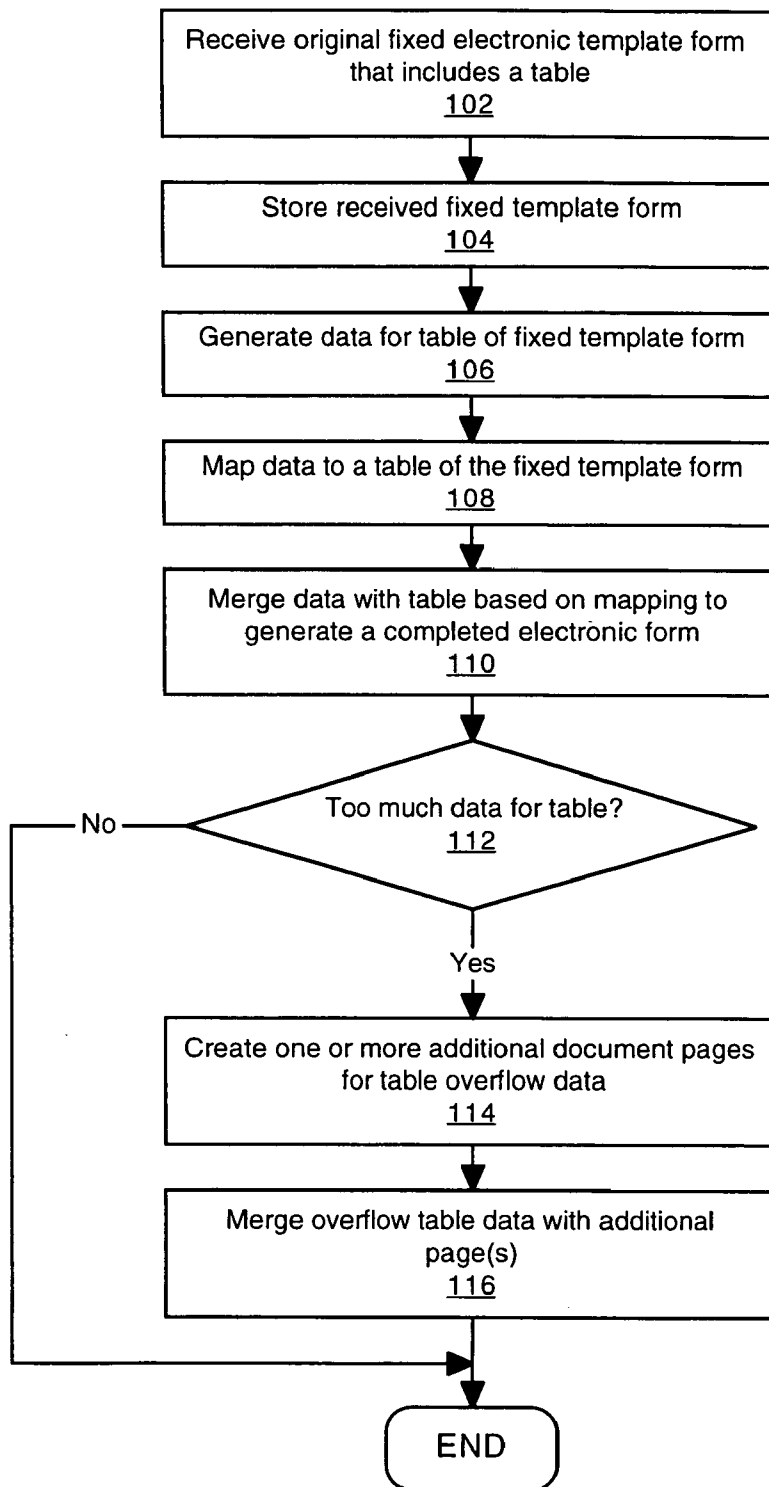 Receive original fixed electronic template form
that includes a table
102
Store received fixed template form
104
Generate data for table of fixed template form
106
Map data to a table of the fixed template form
108
Merge data with table based on mapping to
generate a completed electronic form
110
Too much data for table?
112
No
Yes
Create one or more additional document pages
for table overflow data
114
Merge overflow table data with additional
page(s)
116
END